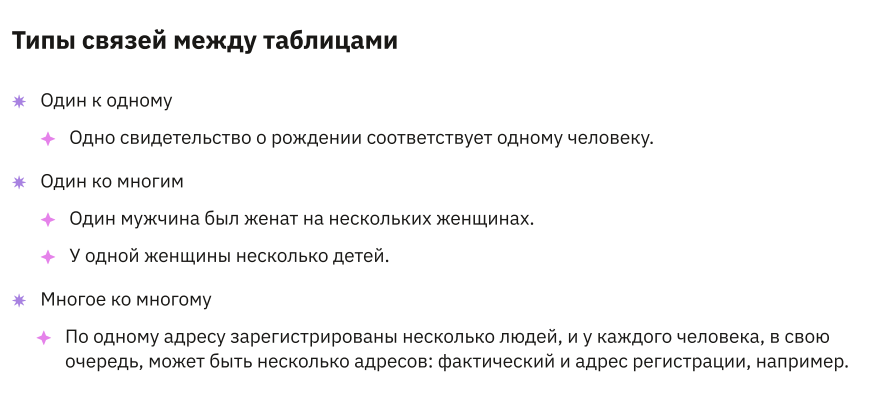 Типы связей между таблицами
Один к одному
Одно свидетельство о рождении соответствует одному человеку.
Один ко многим
Один мужчина был женат на нескольких женщинах.
У одной женщины несколько детей.
Многое ко многому
По одному адресу зарегистрированы несколько людей, и у каждого человека, в свою
очередь, может быть несколько адресов: фактический и адрес регистрации, например.